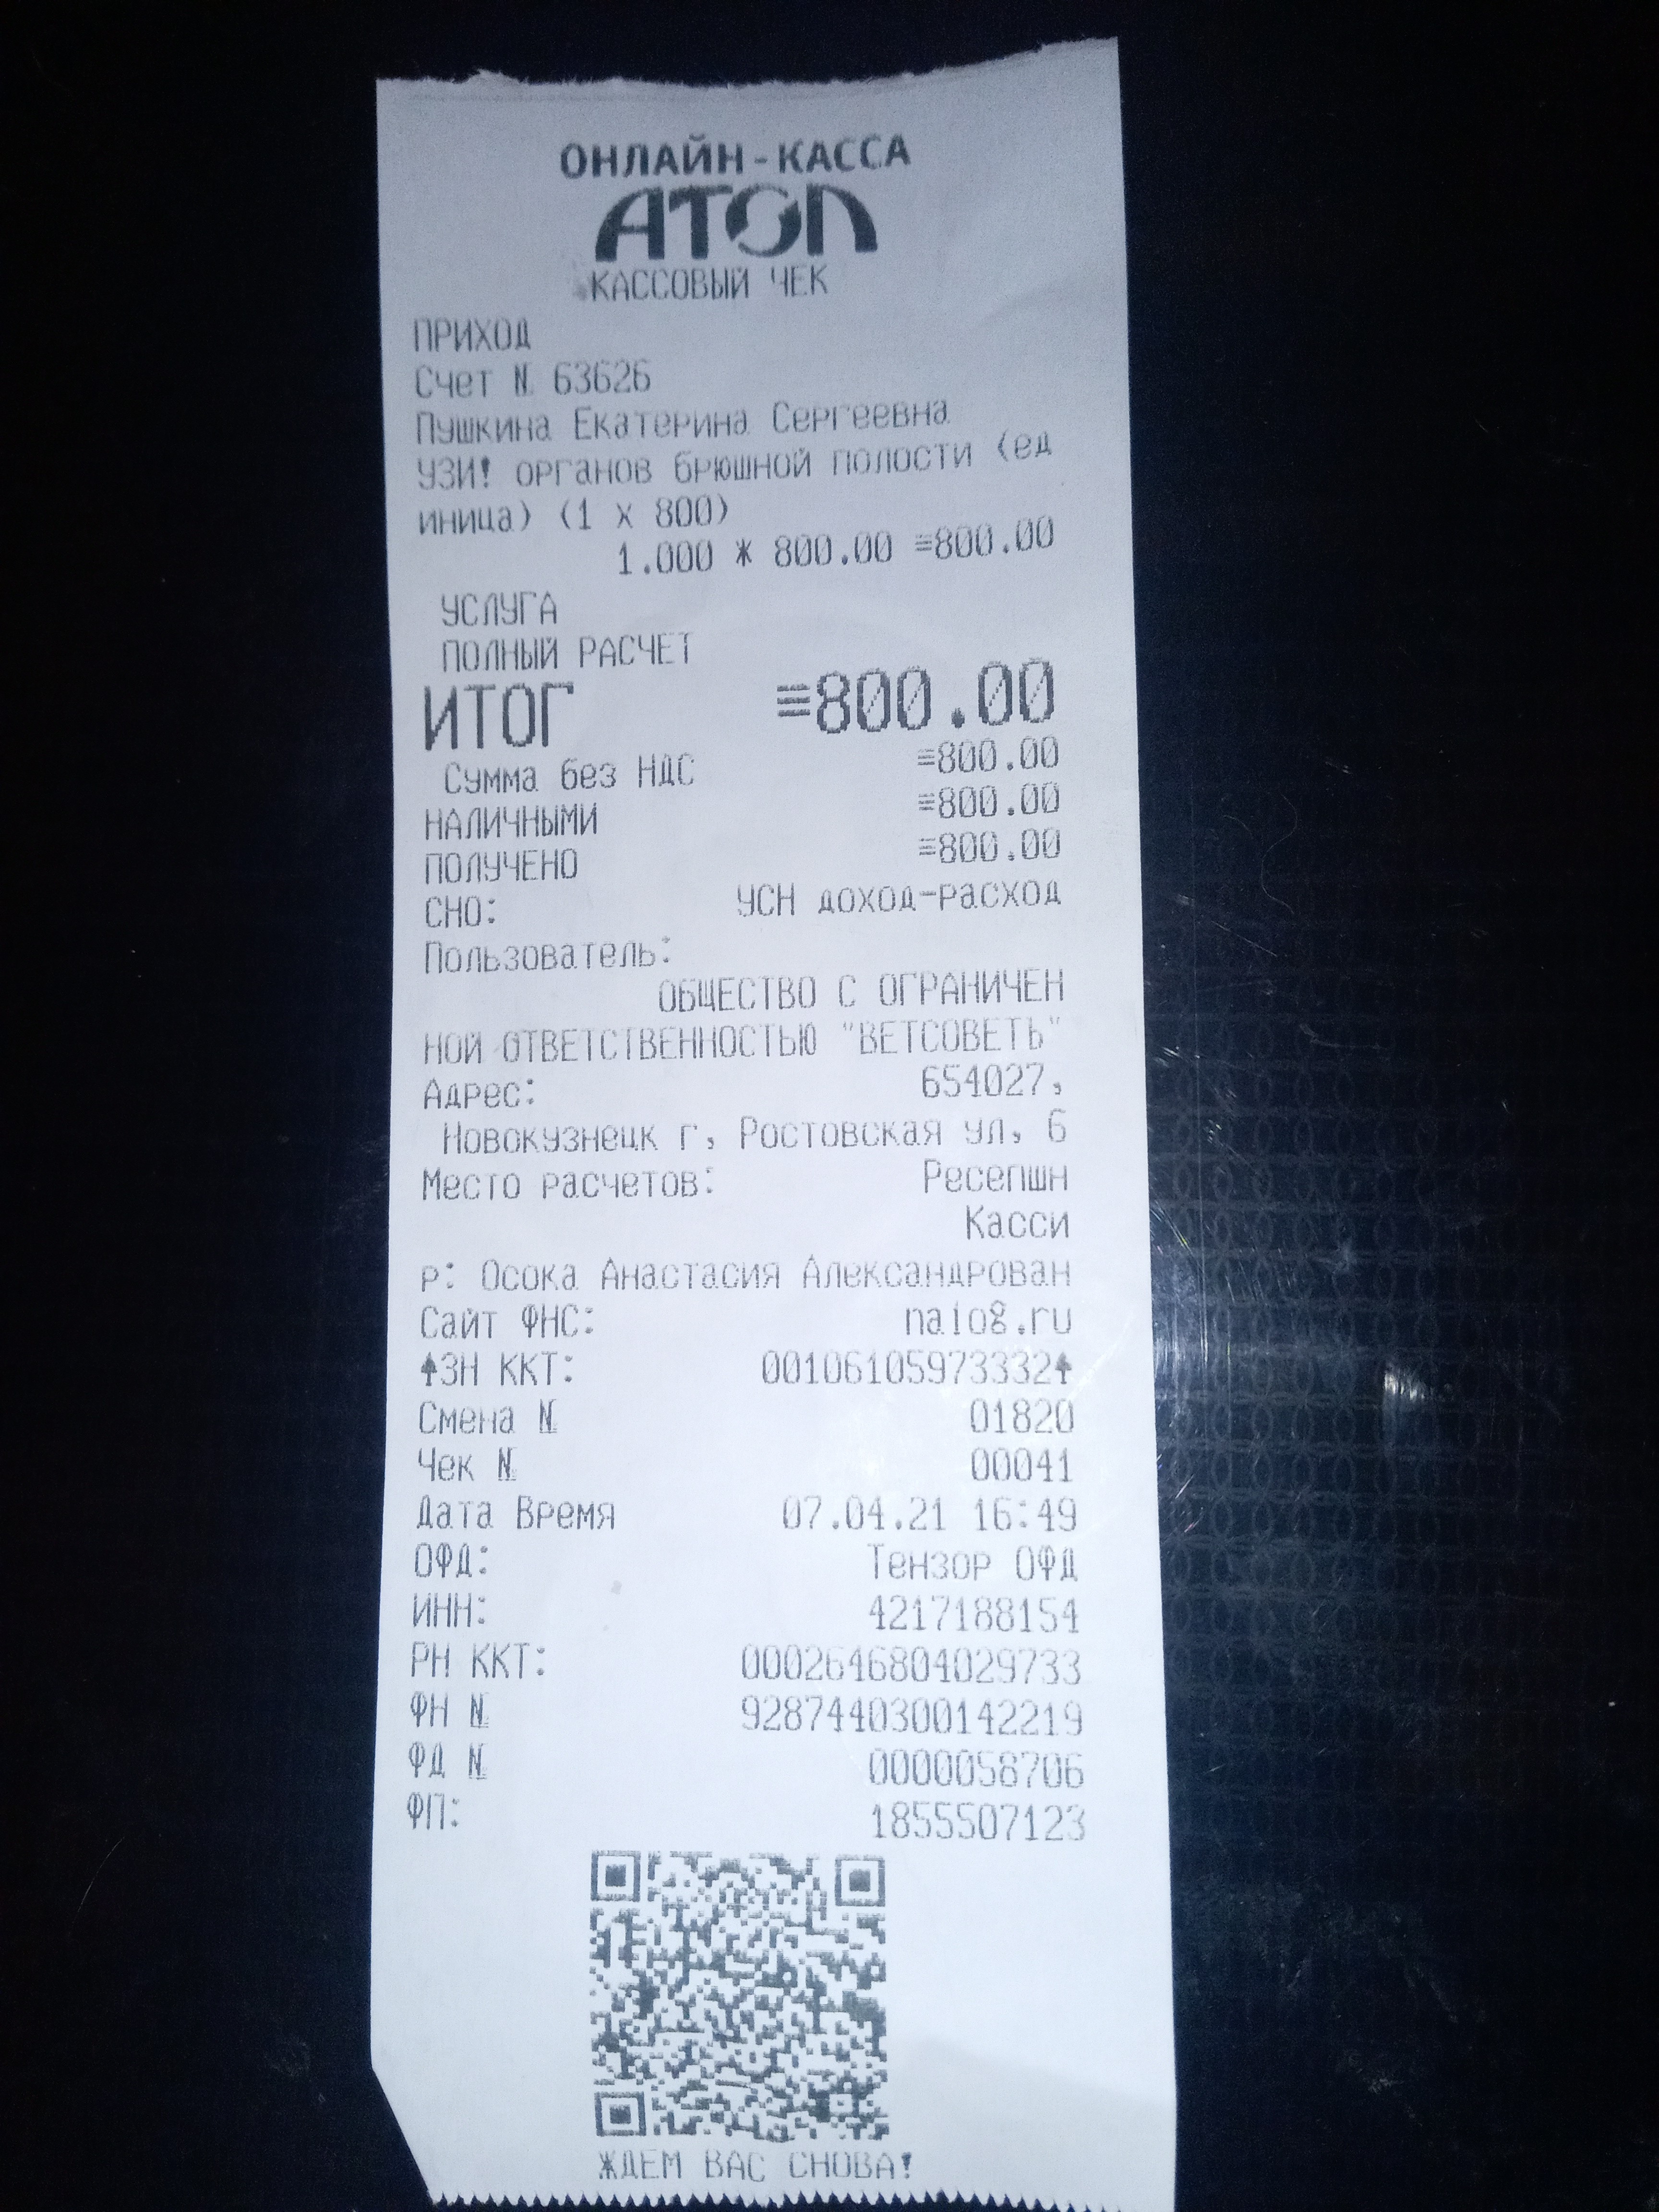 ОНЛАЙН-КАССА
АТОЛ
КАССОВЫЙ ЧЕК
ПРИХОД
Счет № 63626
Пушкина Екатерина Сергеевна
УЗИ! органов брюшной полости (ед
иница) (1 x 800)
1.000 * 800.00 ≡800.00
УСЛУГА
ПОЛНЫЙ РАСЧЕТ
ИТОГ ≡800.00
Сумма без НДС ≡800.00
НАЛИЧНЫМИ ≡800.00
ПОЛУЧЕНО ≡800.00
СНО: УСН доход-расход
Пользователь:
ОБЩЕСТВО С ОГРАНИЧЕН
НОЙ ОТВЕТСТВЕННОСТЬЮ "ВЕТСОВЕТЬ"
Адрес: 654027,
Новокузнецк г, Ростовская ул, 6
Место расчетов: Ресепшн
Касси
р: Осока Анастасия Александрован
Сайт ФНС: nalog.ru
↑ЗН ККТ: 00106105973332↑
Смена № 01820
Чек № 00041
Дата Время 07.04.21 16:49
ОФД: Тензор ОФД
ИНН: 4217188154
РН ККТ: 0002646804029733
ФН № 9287440300142219
ФД № 0000058706
ФП: 1855507123
ЖДЕМ ВАС СНОВА!